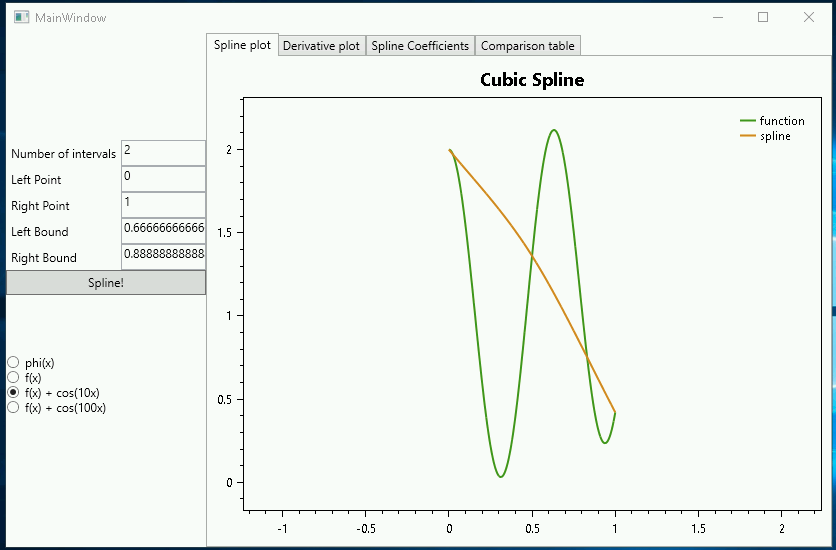 MainWindow
Spline plot Derivative plot Spline Coefficients Comparison table
Number of intervals 2
Left Point 0
Right Point 1
Left Bound 0.66666666666
Right Bound 0.88888888888
Spline!
phi(x)
f(x)
f(x) + cos(10x)
f(x) + cos(100x)
Cubic Spline
function
spline
2
1.5
1
0.5
0
-1 -0.5 0 0.5 1 1.5 2